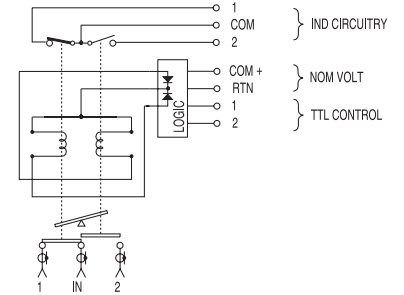 1
COM IND CIRCUITRY
2
COM +
RTN NOM VOLT
1
2 TTL CONTROL
LOGIC
1 IN 2